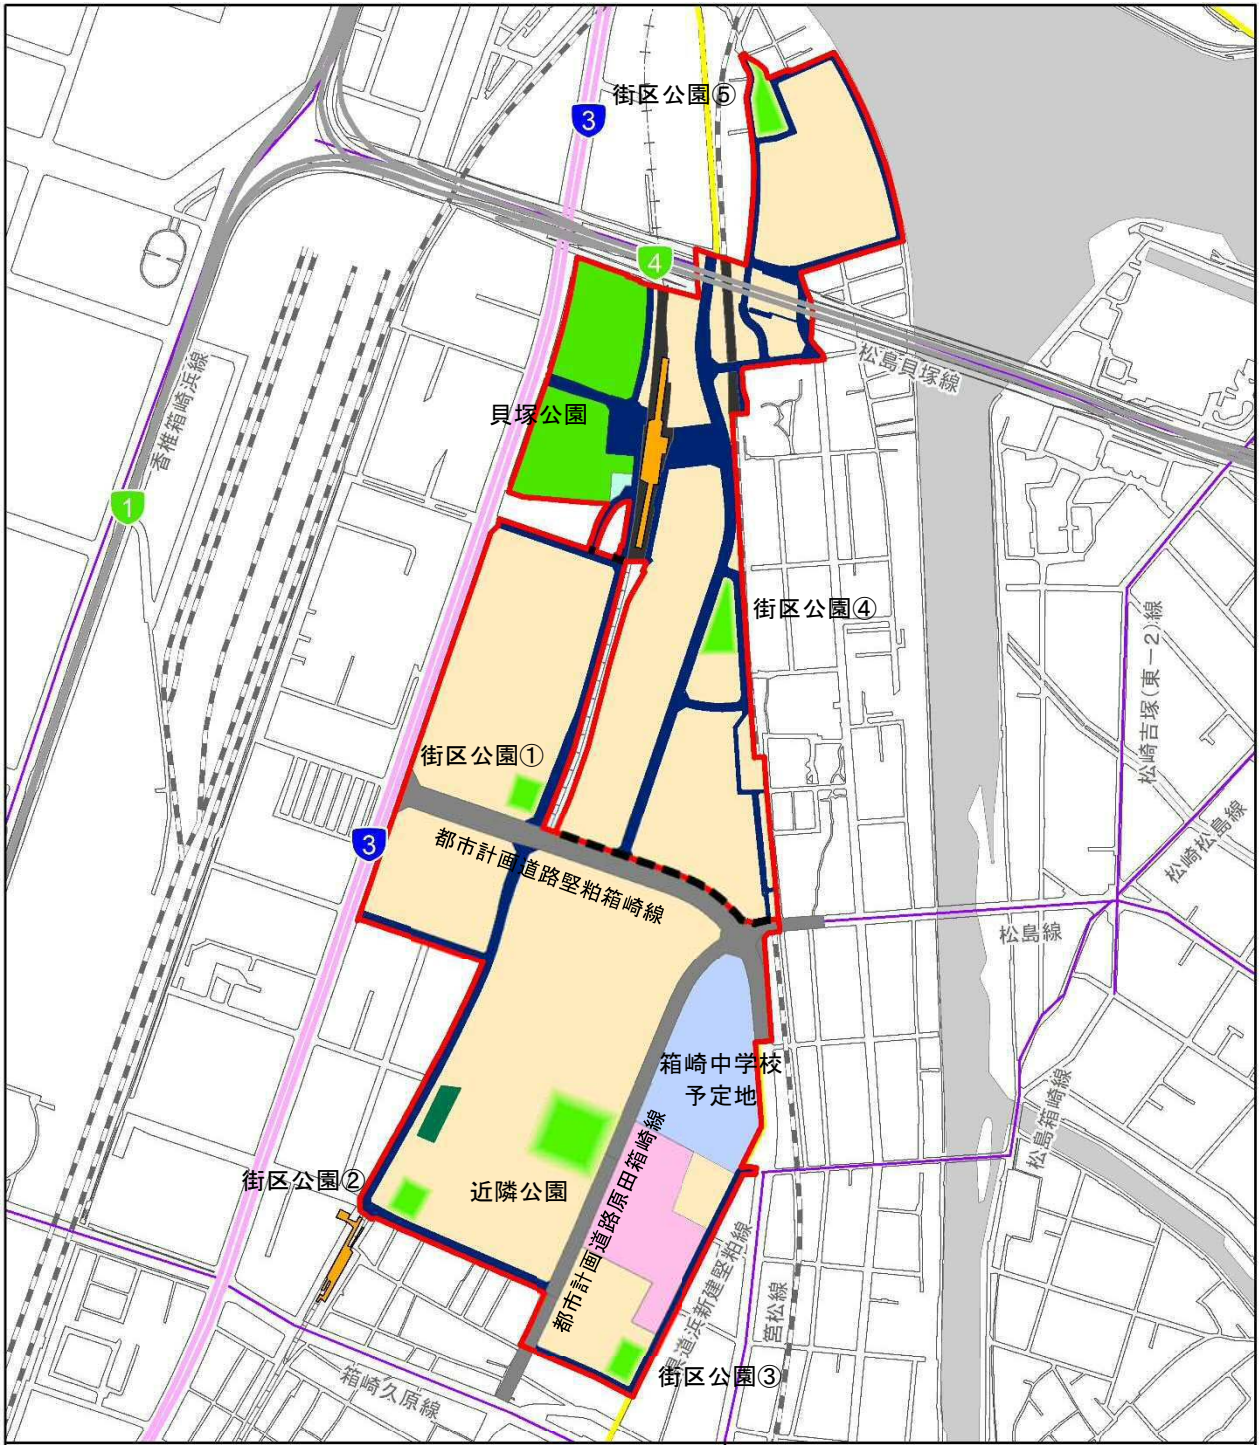 街区公園⑤
3
4
松島貝塚線
香椎箱崎浜線
貝塚公園
1
街区公園④
松崎吉塚(東－2)線
街区公園①
松崎松島線
3
都市計画道路堅粕箱崎線
松島線
箱崎中学校
予定地
松島箱崎線
街区公園②
近隣公園
都市計画道路原田箱崎線
県道浜新建堅粕線
筥松線
街区公園③
箱崎久原線